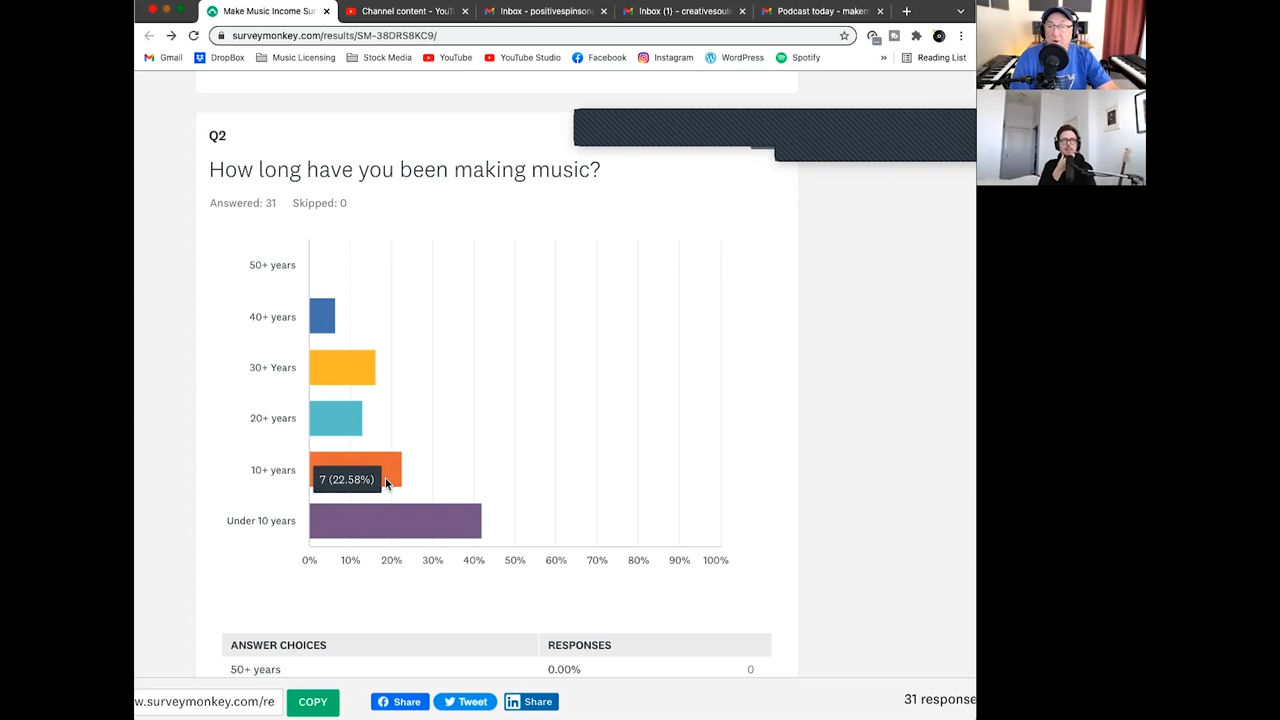 Make Music Income Sur
Channel content - YouTu
Inbox - positivespinsong
Inbox (1) - creativesoul
Podcast today - makem
surveymonkey.com/results/SM-38DRS8KC9/
Gmail
DropBox
Music Licensing
Stock Media
YouTube
YouTube Studio
Facebook
Instagram
WordPress
Spotify
»
Reading List
Q2
How long have you been making music?
Answered: 31 Skipped: 0
50+ years
40+ years
30+ Years
20+ years
10+ years
7 (22.58%)
Under 10 years
0% 10% 20% 30% 40% 50% 60% 70% 80% 90% 100%
ANSWER CHOICES RESPONSES
50+ years 0.00% 0
w.surveymonkey.com/re COPY Share Tweet Share 31 response